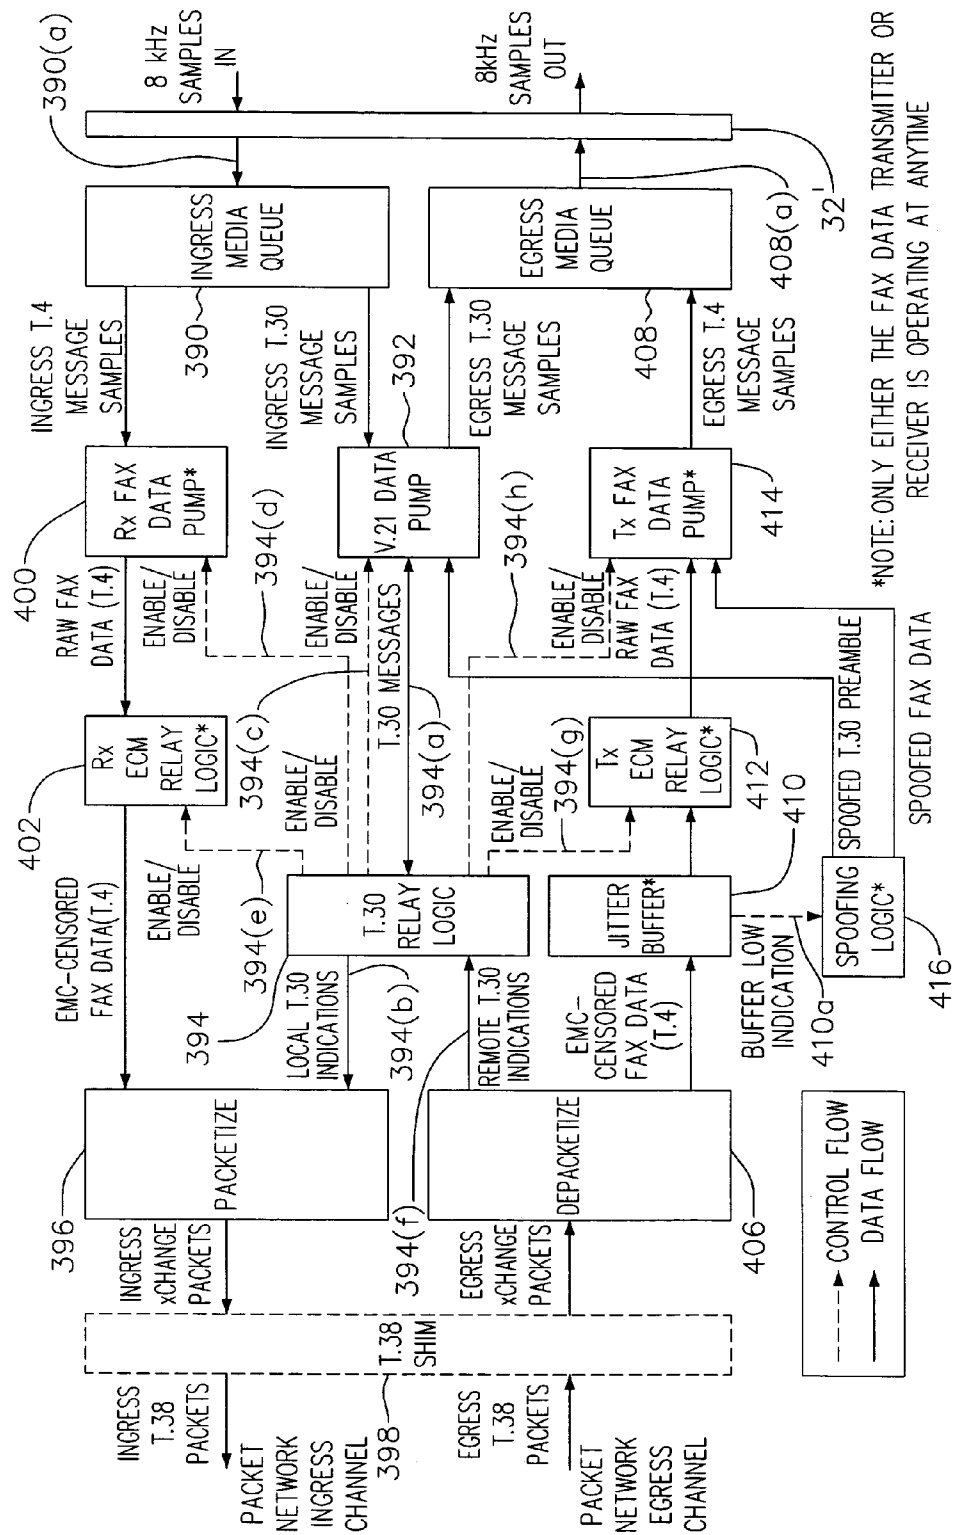 PACKET
NETWORK
INGRESS
CHANNEL
INGRESS
T.38
PACKETS
T.38
SHIM
398
EGRESS
T.38
PACKETS
PACKET
NETWORK
EGRESS
CHANNEL
INGRESS
xCHANGE
PACKETS
396
PACKETIZE
EGRESS
xCHANGE
PACKETS
394(f)
DEPACKETIZE
406
EMC-CENSORED
FAX DATA(T.4)
394
LOCAL T.30
INDICATIONS
394(b)
REMOTE T.30
INDICATIONS
EMC-
CENSORED
FAX DATA
(T.4)
402
Rx
ECM
RELAY
LOGIC*
ENABLE/
DISABLE
394(e)
T.30
RELAY
LOGIC
JITTER
BUFFER*
410
BUFFER LOW
INDICATION
410a
SPOOFING
LOGIC*
416
400
RAW FAX
DATA (T.4)
ENABLE/
DISABLE
394(d)
394(c)
ENABLE/
DISABLE
ENABLE/
DISABLE
T.30 MESSAGES
394(a)
394(h)
ENABLE/
DISABLE
394(g)
ENABLE/
DISABLE
RAW FAX
DATA (T.4)
Tx
ECM
RELAY
LOGIC*
412
SPOOFED T.30 PREAMBLE
SPOOFED FAX DATA
Rx FAX
DATA
PUMP*
V.21 DATA
PUMP
392
Tx FAX
DATA
PUMP*
414
INGRESS T.4
MESSAGE
SAMPLES
390
INGRESS T.30
MESSAGE
SAMPLES
EGRESS T.30
MESSAGE
SAMPLES
408
EGRESS T.4
MESSAGE
SAMPLES
INGRESS
MEDIA
QUEUE
EGRESS
MEDIA
QUEUE
390(a)
8 kHz
SAMPLES
IN
8kHz
SAMPLES
OUT
408(a)
32'
CONTROL FLOW
DATA FLOW
*NOTE: ONLY EITHER THE FAX DATA TRANSMITTER OR
RECEIVER IS OPERATING AT ANYTIME